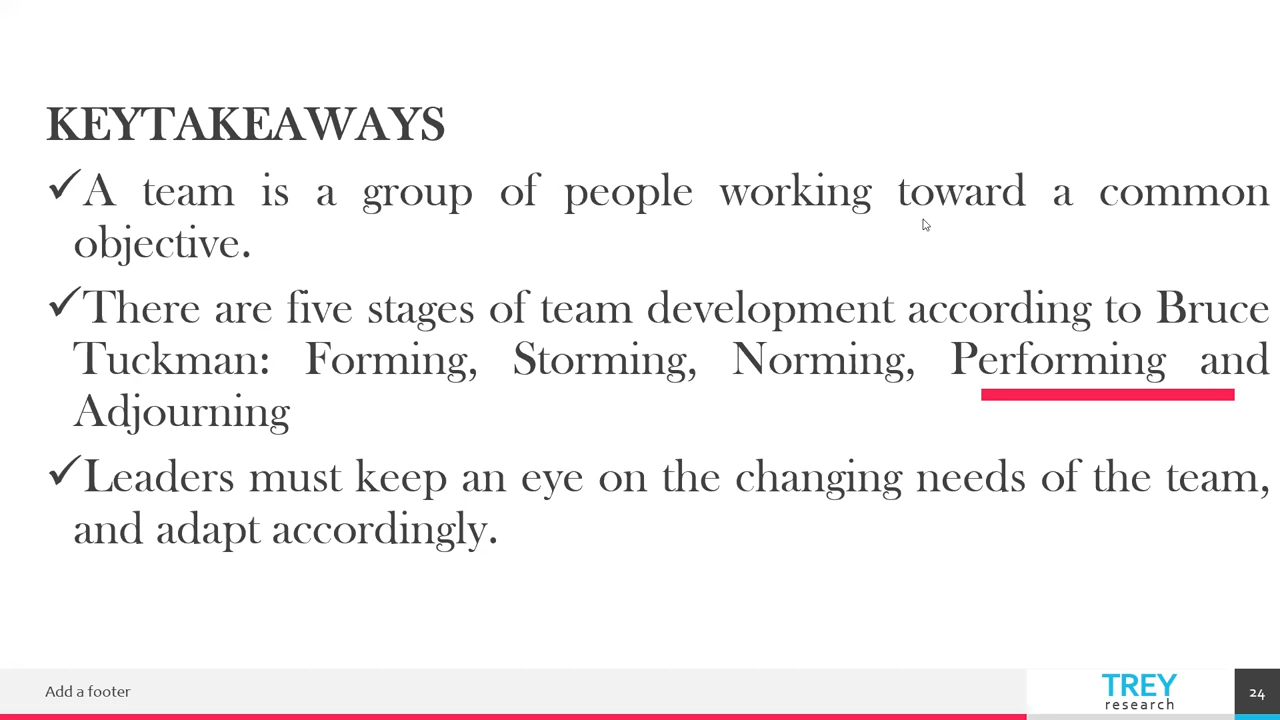 KEYTAKEAWAYS
✓A team is a group of people working toward a common
objective.
✓There are five stages of team development according to Bruce
Tuckman: Forming, Storming, Norming, Performing and
Adjourning
✓Leaders must keep an eye on the changing needs of the team,
and adapt accordingly.
Add a footer
TREY
research
24